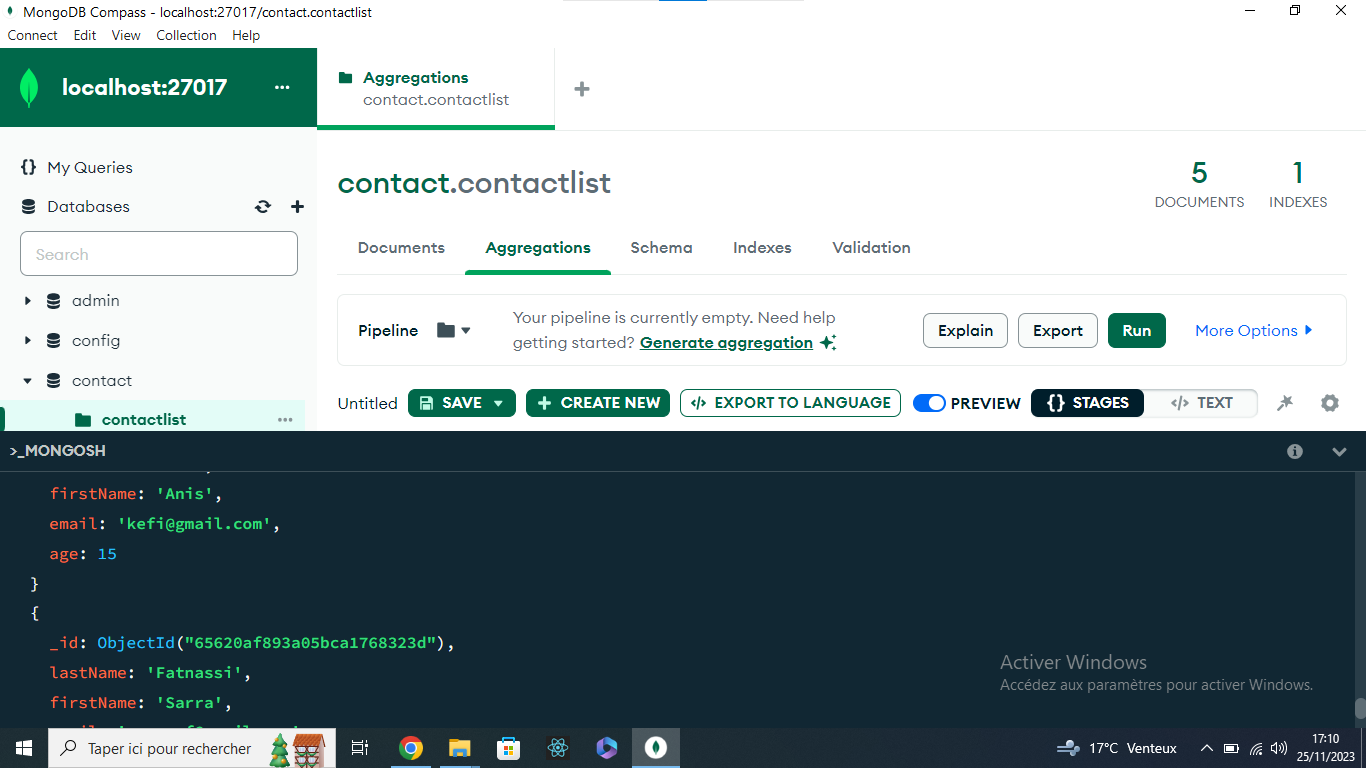 MongoDB Compass - localhost:27017/contact.contactlist
Connect Edit View Collection Help
localhost:27017 ...
Aggregations
contact.contactlist
My Queries
Databases
Search
admin
config
contact
contactlist
contact.contactlist
5
DOCUMENTS
1
INDEXES
Documents Aggregations Schema Indexes Validation
Pipeline
Your pipeline is currently empty. Need help
getting started? Generate aggregation
Explain Export Run More Options
Untitled SAVE + CREATE NEW </> EXPORT TO LANGUAGE PREVIEW {} STAGES </> TEXT
>_MONGOSH
firstName: 'Anis',
email: 'kefi@gmail.com',
age: 15
}
{
_id: ObjectId("65620af893a05bca1768323d"),
lastName: 'Fatnassi',
firstName: 'Sarra',
Activer Windows
Accédez aux paramètres pour activer Windows.
Taper ici pour rechercher
17°C Venteux
17:10
25/11/2023